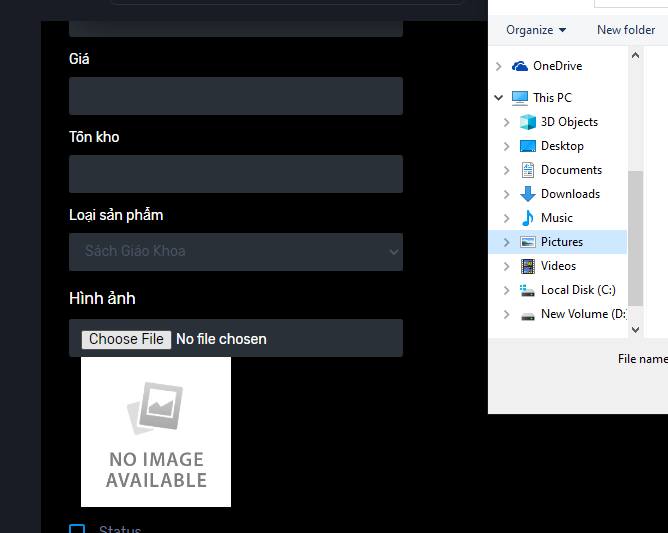 Giá
Tồn kho
Loại sản phẩm
Sách Giáo Khoa
Hình ảnh
Choose File No file chosen
NO IMAGE
AVAILABLE
Status
Organize
New folder
OneDrive
This PC
3D Objects
Desktop
Documents
Downloads
Music
Pictures
Videos
Local Disk (C:)
New Volume (D:
File name